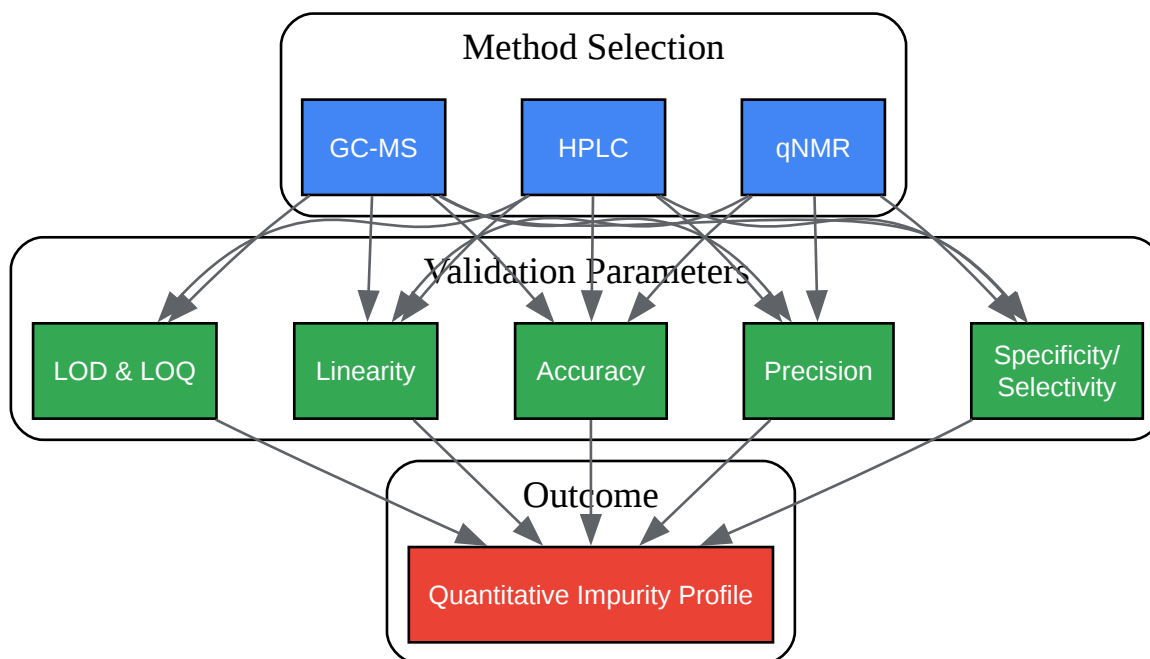 Method Selection
GC-MS
HPLC
qNMR
Validation Parameters
LOD & LOQ
Linearity
Accuracy
Precision
Specificity/
Selectivity
Outcome
Quantitative Impurity Profile